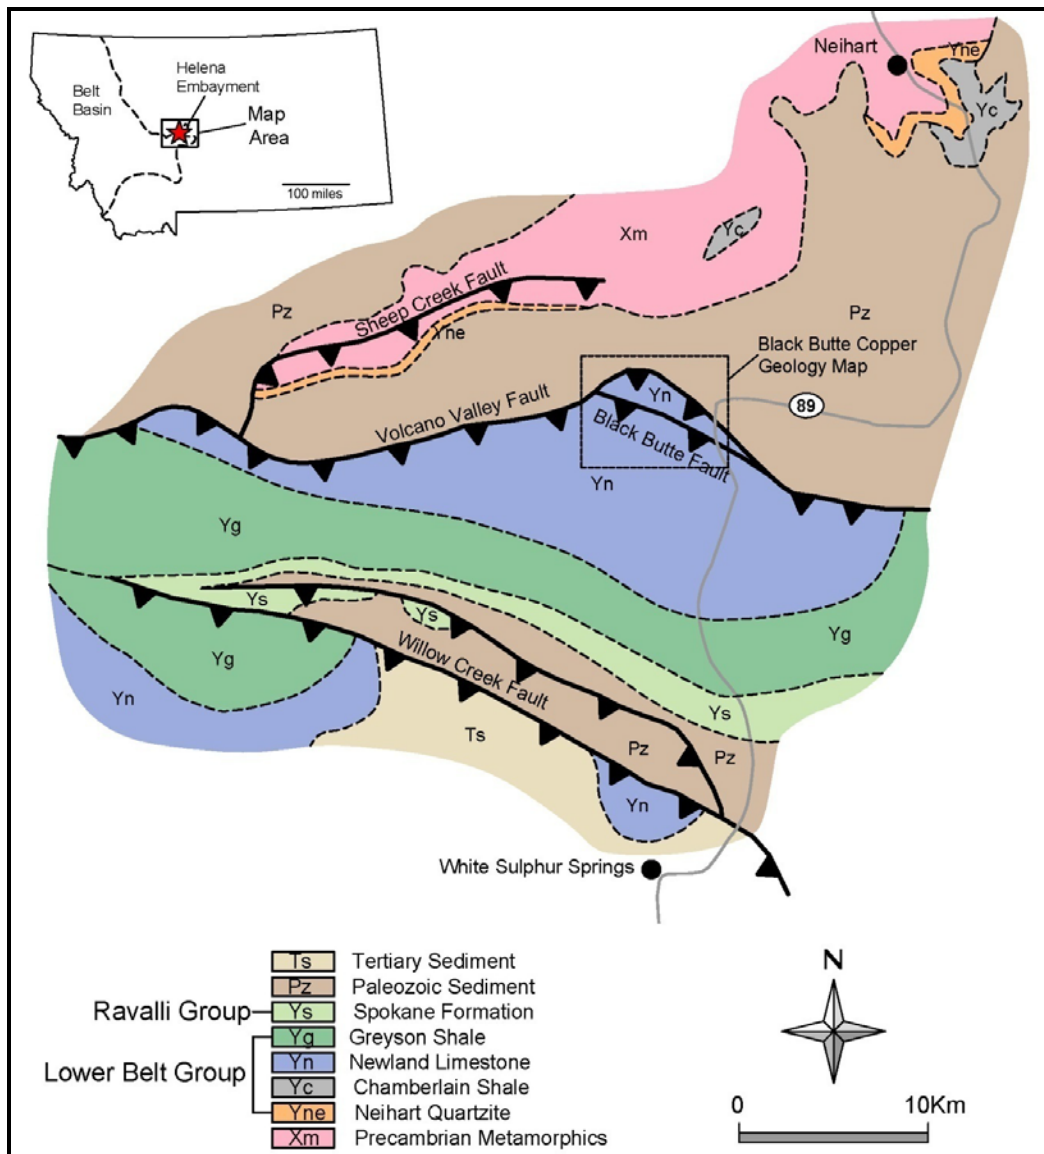 Belt
Basin
Helena
Embayment
Map
Area
100 miles
Neihart
Yne
Yc
Xm
Yc
Pz
Sheep Creek Fault
Yne
Pz
Black Butte Copper
Geology Map
89
Volcano Valley Fault
Yn
Black Butte Fault
Yn
Yg
Ys
Ys
Yg
Yg
Willow Creek Fault
Yn
Ys
Ts
Pz
Pz
Yn
White Sulphur Springs
Ts Tertiary Sediment
Pz Paleozoic Sediment
Ravalli Group Ys Spokane Formation
Yg Greyson Shale
Lower Belt Group Yn Newland Limestone
Yc Chamberlain Shale
Yne Neihart Quartzite
Xm Precambrian Metamorphics
N
0 10Km